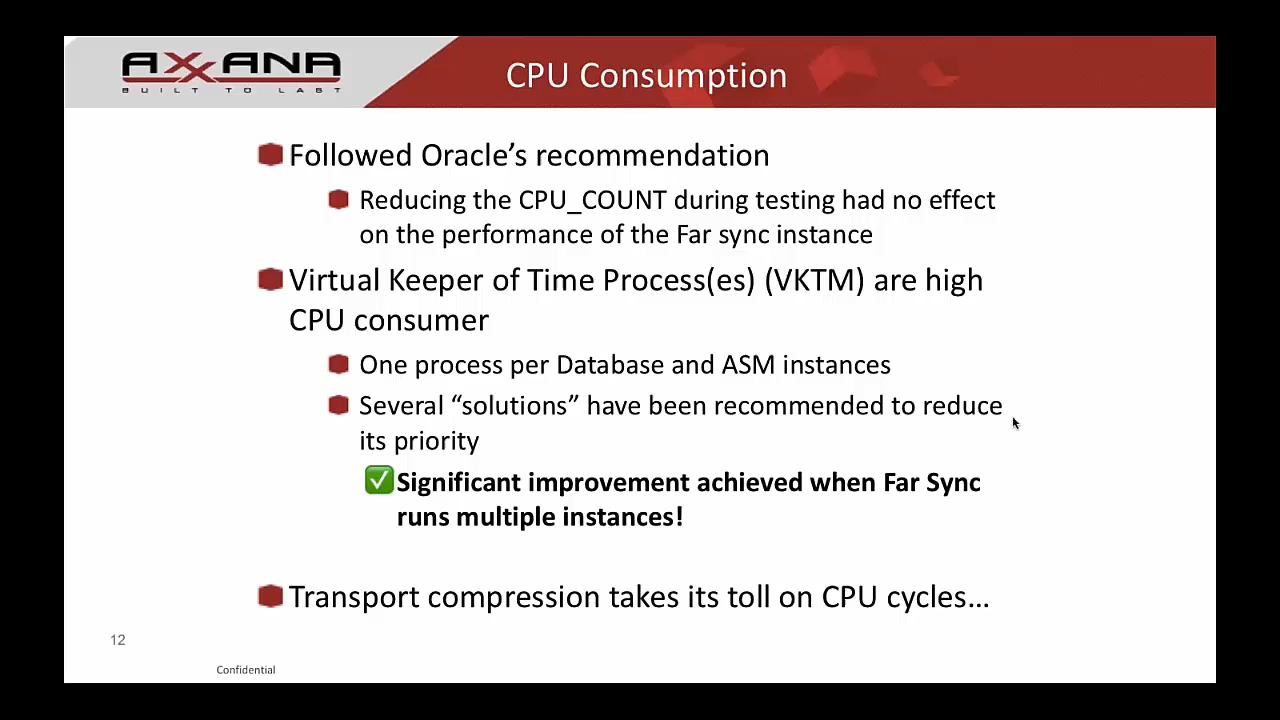 AXXANA
BUILT TO LAST
CPU Consumption
Followed Oracle’s recommendation
Reducing the CPU_COUNT during testing had no effect
on the performance of the Far sync instance
Virtual Keeper of Time Process(es) (VKTM) are high
CPU consumer
One process per Database and ASM instances
Several “solutions” have been recommended to reduce
its priority
Significant improvement achieved when Far Sync
runs multiple instances!
Transport compression takes its toll on CPU cycles…
12
Confidential